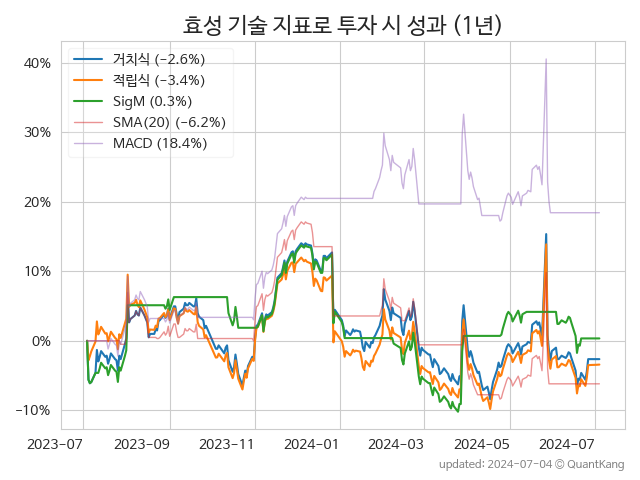 효성 기술 지표로 투자 시 성과 (1년)
거치식 (−2.6%)
적립식 (−3.4%)
SigM (0.3%)
SMA(20) (−6.2%)
MACD (18.4%)
40%
30%
20%
10%
0%
−10%
2023-07 2023-09 2023-11 2024-01 2024-03 2024-05 2024-07
updated: 2024-07-04 © QuantKang